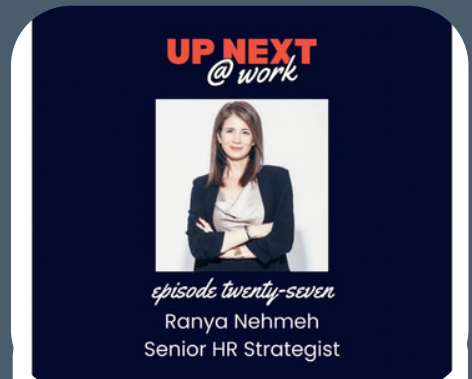 UP NEXT
@ work
episode twenty-seven
Ranya Nehmeh
Senior HR Strategist